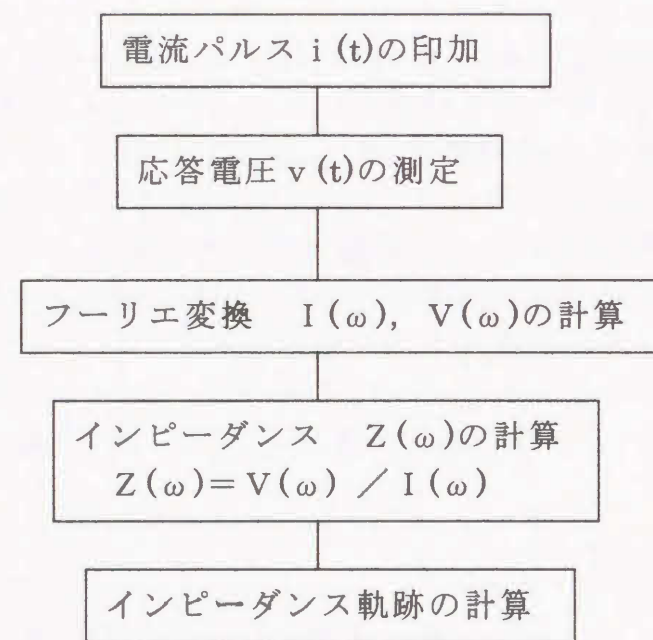 電流パルス i (t)の印加
応答電圧 v (t)の測定
フーリエ変換　I (ω), V(ω)の計算
インピーダンス　Z (ω)の計算
Z (ω)= V(ω) ／ I (ω)
インピーダンス軌跡の計算